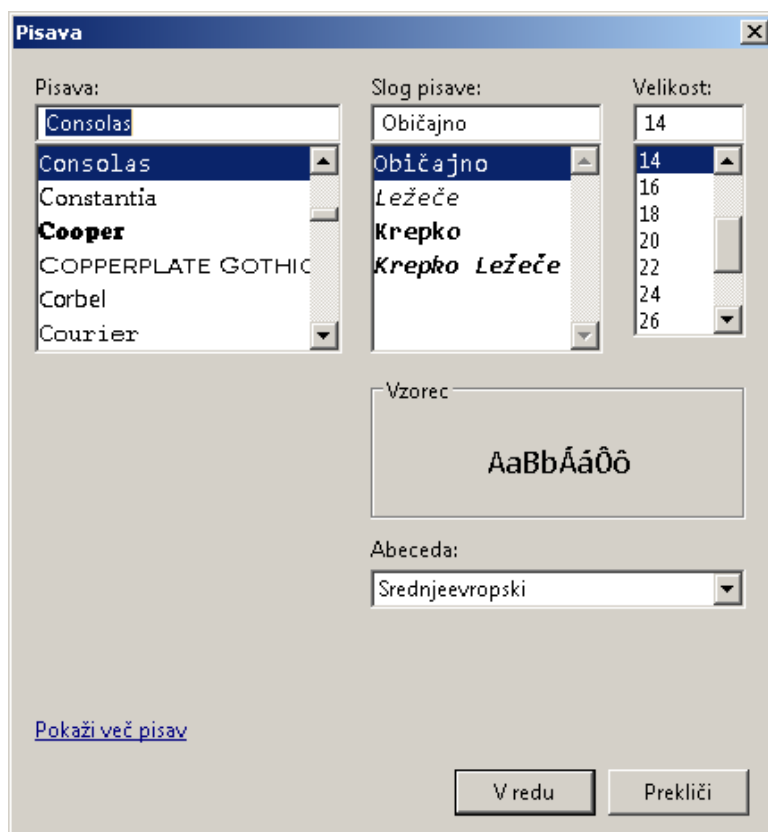 Pisava
Pisava:
Consolas
Consolas
Constantia
Cooper
COPPERPLATE GOTHIC
Corbel
Courier
Slog pisave:
Običajno
Običajno
Ležeče
Krepko
Krepko Ležeče
Velikost:
14
14
16
18
20
22
24
26
Vzorec
AaBbÁáÔô
Abeceda:
Srednjeevropski
Pokaži več pisav
V redu
Prekliči